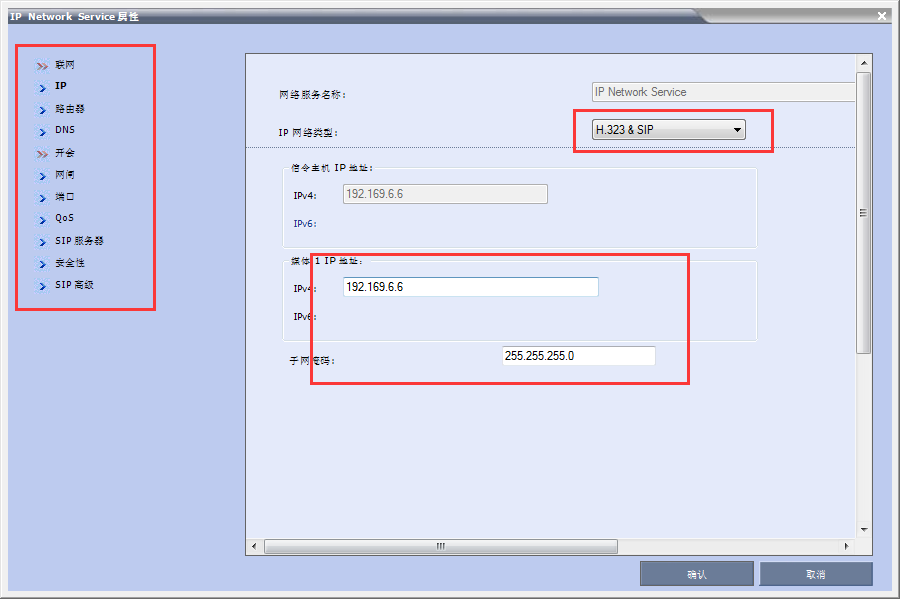 IP Network Service 属性
联网
IP
路由器
DNS
开会
网闸
端口
QoS
SIP 服务器
安全性
SIP 高级
网络服务名称:
IP Network Service
IP 网络类型:
H.323 & SIP
信令主机 IP 地址:
IPv4:
192.169.6.6
IPv6:
媒体 1 IP 地址:
IPv4:
192.169.6.6
IPv6:
子网掩码:
255.255.255.0
确认
取消